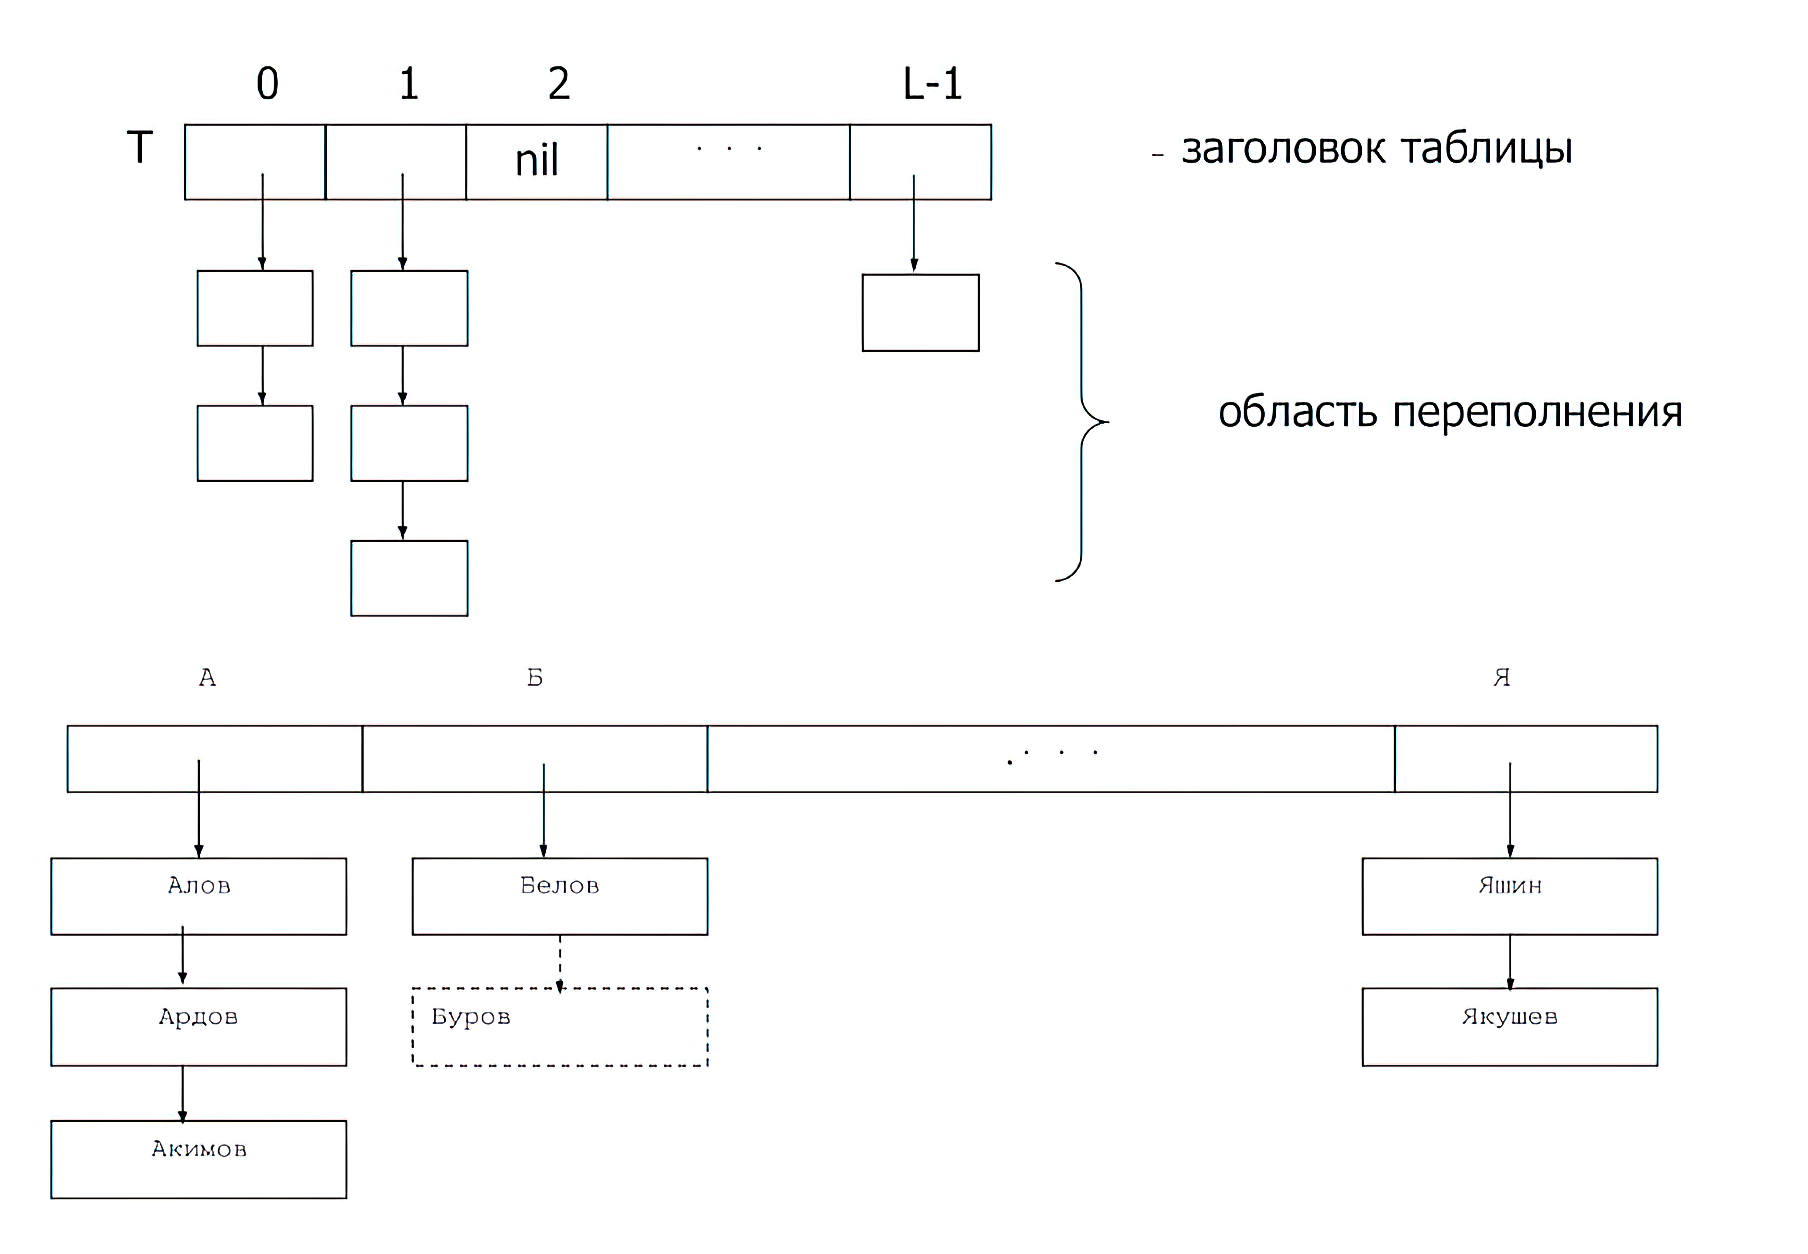 0 1 2 L-1
T nil . . . - заголовок таблицы
область переполнения
А Б Я
. . . .
Алов Белов Яшин
Ардов Буров Якушев
Акимов